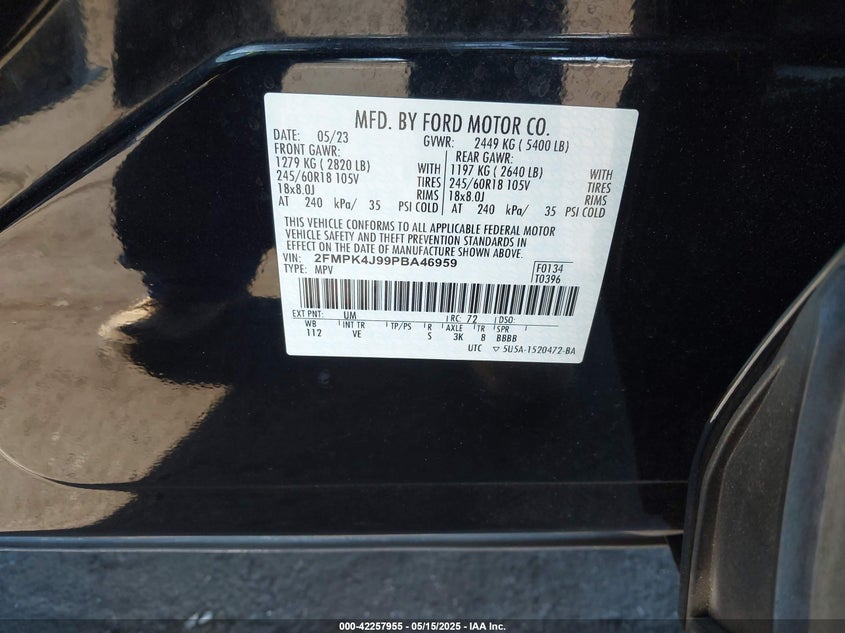 MFD. BY FORD MOTOR CO.
DATE: 05/23 GVWR: 2449 KG ( 5400 LB)
FRONT GAWR: REAR GAWR:
1279 KG ( 2820 LB) WITH 1197 KG ( 2640 LB) WITH
245/60R18 105V TIRES 245/60R18 105V TIRES
18x8.0J RIMS 18x8.0J RIMS
AT 240 kPa/ 35 PSI COLD AT 240 kPa/ 35 PSI COLD
THIS VEHICLE CONFORMS TO ALL APPLICABLE FEDERAL MOTOR
VEHICLE SAFETY AND THEFT PREVENTION STANDARDS IN
EFFECT ON THE DATE OF MANUFACTURE SHOWN ABOVE.
VIN: 2FMPK4J99PBA46959
TYPE: MPV
F0134
T0396
EXT PNT: UM RC: 72 DSO:
WB INT TR TP/PS R AXLE TR SPR
112 VE S 3K 8 BBBB
UTC ▽ 5U5A-1520472-BA
000-42257955 — 05/15/2025 — IAA Inc.